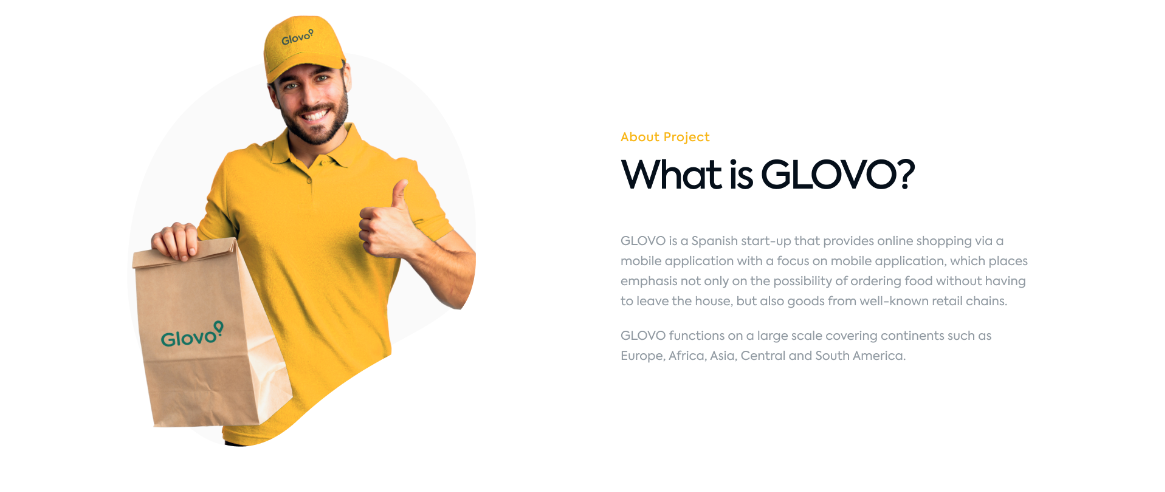 Glovo
Glovo
About Project
What is GLOVO?
GLOVO is a Spanish start-up that provides online shopping via a
mobile application with a focus on mobile application, which places
emphasis not only on the possibility of ordering food without having
to leave the house, but also goods from well-known retail chains.
GLOVO functions on a large scale covering continents such as
Europe, Africa, Asia, Central and South America.